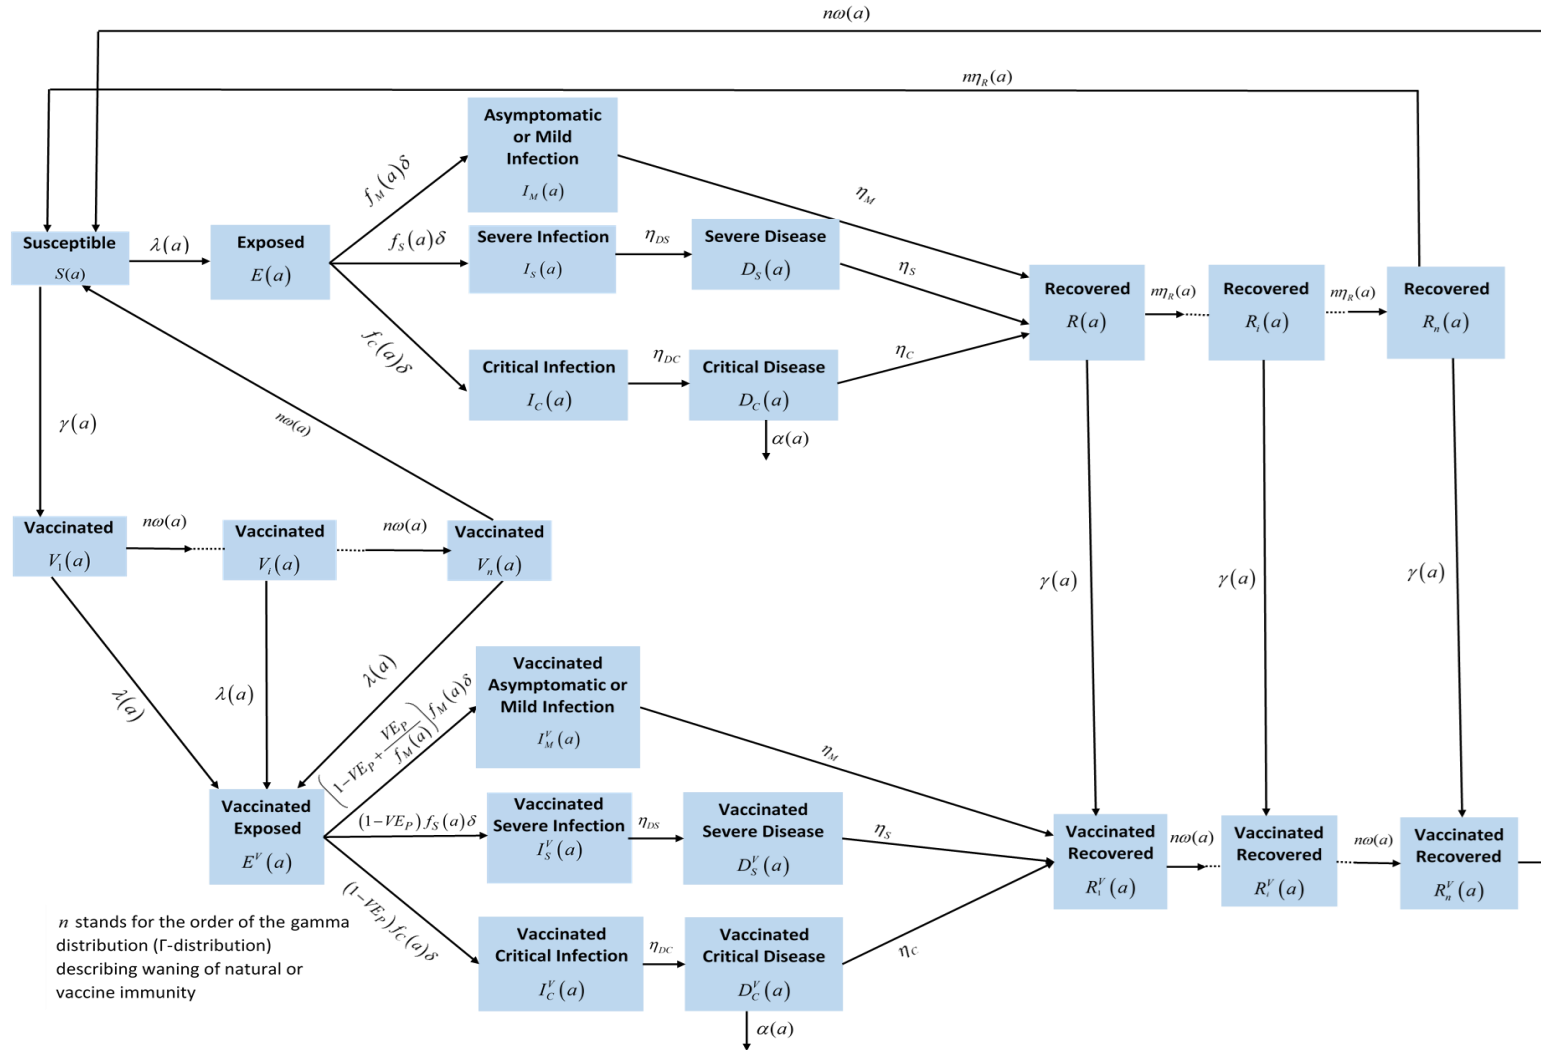 nω(a)
nη_R(a)
Asymptomatic
or Mild
Infection
I_M(a)
f_M(a)δ
η_M
Susceptible
S(a)
λ(a)
Exposed
E(a)
f_S(a)δ
Severe Infection
I_S(a)
η_DS
Severe Disease
D_S(a)
η_S
Recovered
R(a)
nη_R(a)
Recovered
R_i(a)
nη_R(a)
Recovered
R_n(a)
f_C(a)δ
Critical Infection
I_C(a)
η_DC
Critical Disease
D_C(a)
η_C
α(a)
γ(a)
nω(a)
Vaccinated
V_1(a)
nω(a)
Vaccinated
V_i(a)
nω(a)
Vaccinated
V_n(a)
γ(a)
γ(a)
γ(a)
λ(a)
λ(a)
λ(a)
(1−VE_P+VE_P/f_M(a))f_M(a)δ
Vaccinated
Asymptomatic or
Mild Infection
I_M^V(a)
η_M
Vaccinated
Exposed
E^V(a)
(1−VE_P)f_S(a)δ
Vaccinated
Severe Infection
I_S^V(a)
η_DS
Vaccinated
Severe Disease
D_S^V(a)
η_S
Vaccinated
Recovered
R_1^V(a)
nω(a)
Vaccinated
Recovered
R_i^V(a)
nω(a)
Vaccinated
Recovered
R_n^V(a)
(1−VE_P)f_C(a)δ
Vaccinated
Critical Infection
I_C^V(a)
η_DC
Vaccinated
Critical Disease
D_C^V(a)
η_C
α(a)
n stands for the order of the gamma
distribution (Γ-distribution)
describing waning of natural or
vaccine immunity